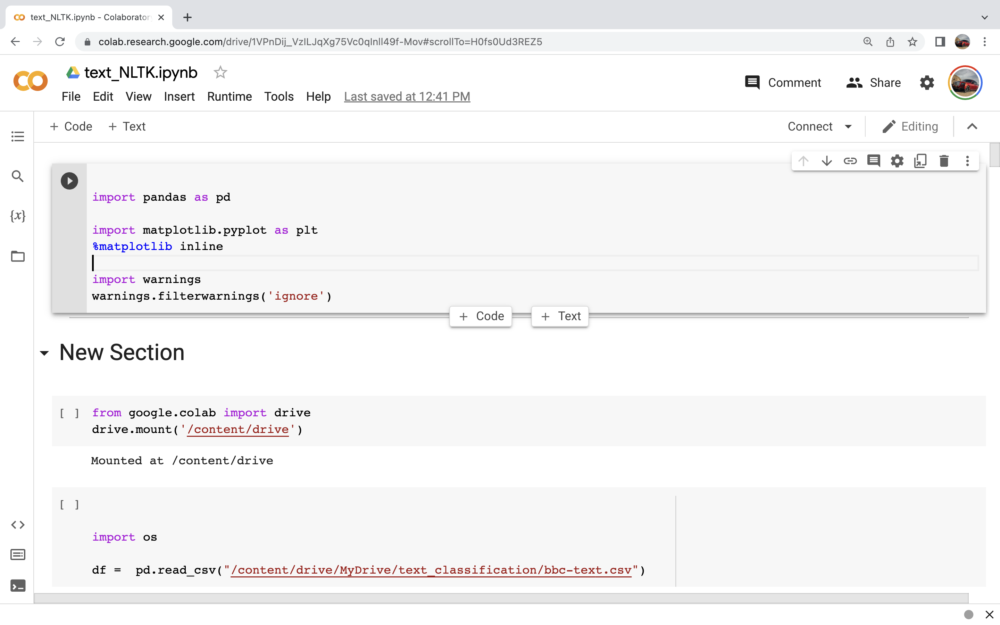 text_NLTK.ipynb - Colaboratory
colab.research.google.com/drive/1VPnDij_VzILJqXg75Vc0qInIl49f-Mov#scrollTo=H0fs0Ud3REZ5
text_NLTK.ipynb
Comment Share
File Edit View Insert Runtime Tools Help Last saved at 12:41 PM
+ Code + Text Connect Editing
{x}
import pandas as pd
import matplotlib.pyplot as plt
%matplotlib inline
import warnings
warnings.filterwarnings('ignore')
+ Code + Text
New Section
[ ] from google.colab import drive
drive.mount('/content/drive')
Mounted at /content/drive
[ ]
import os
df =  pd.read_csv("/content/drive/MyDrive/text_classification/bbc-text.csv")